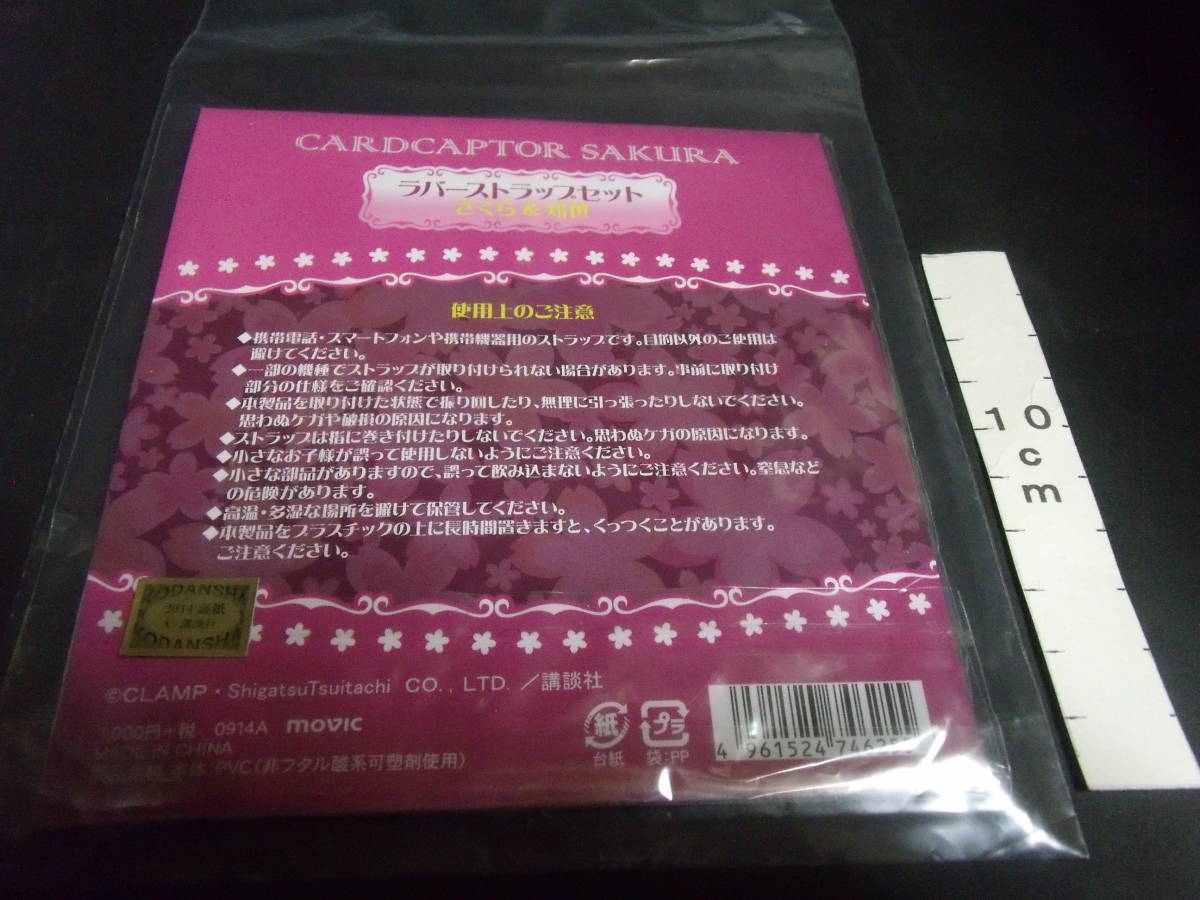 CARDCAPTOR SAKURA
ラバーストラップセット
さくら & 知世
使用上のご注意
◆携帯電話・スマートフォンや携帯機器用のストラップです。目的以外のご使用は
避けてください。
◆一部の機種でストラップが取り付けられない場合があります。事前に取り付け
部分の仕様をご確認ください。
◆本製品を取り付けた状態で振り回したり、無理に引っ張ったりしないでください。
思わぬケガや破損の原因になります。
◆ストラップは指に巻き付けたりしないでください。思わぬケガの原因になります。
◆小さなお子様が誤って使用しないようにご注意ください。
◆小さな部品がありますので、誤って飲み込まないようにご注意ください。窒息など
の危険があります。
◆高温・多湿な場所を避けて保管してください。
◆本製品をプラスチックの上に長時間置きますと、くっつくことがあります。
ご注意ください。
2014
©CLAMP・ShigatsuTsuitachi CO., LTD. ／講談社
1,000円+税 0914A movic
MADE IN CHINA
本体:PVC(非フタル酸系可塑剤使用)
紙
台紙
プラ
袋:PP
4 961524
10
cm